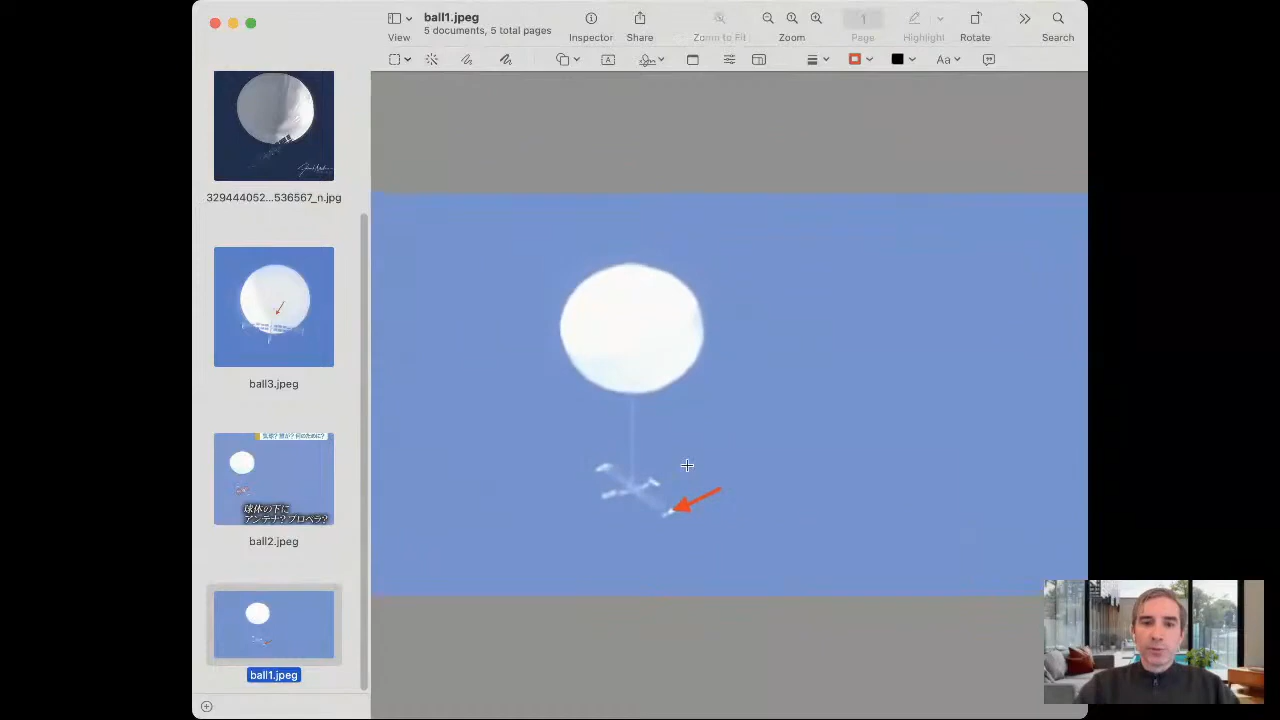 ball1.jpeg
5 documents, 5 total pages
View
Inspector
Share
Zoom to Fit
Zoom
1
Page
Highlight
Rotate
Search
Aa
329444052...536567_n.jpg
ball3.jpeg
球体の下に
アンテナ?プロペラ?
ball2.jpeg
ball1.jpeg